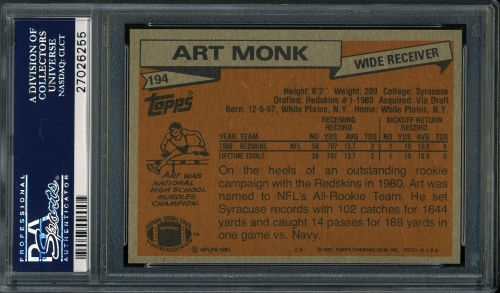 A DIVISION OF
COLLECTORS
UNIVERSE
NASDAQ: CLCT
27026255
PSA
Sports
PROFESSIONAL
AUTHENTICATOR
ART MONK
194
WIDE RECEIVER
Topps
Height: 6'2" Weight: 209 College: Syracuse
Drafted: Redskins #1-1980 Acquired: Via Draft
Born: 12-5-57, White Plains, N.Y. Home: White Plains, N.Y.
RECEIVING RECORD KICKOFF RETURN RECORD
YEAR TEAM NO YDS AVG TDS NO YDS AVG TDS
1980 REDSKINS NFL 58 797 13.7 3 1 10 10.0 0
LIFETIME TOTALS 58 797 13.7 3 1 10 10.0 0
ART WAS
NATIONAL
HIGH SCHOOL
HURDLES
CHAMPION.
On the heels of an outstanding rookie
campaign with the Redskins in 1980, Art was
named to NFL's All-Rookie Team. He set
Syracuse records with 102 catches for 1644
yards and caught 14 passes for 188 yards in
one game vs. Navy.
© NFLPA 1981
© 1981 TOPPS CHEWING GUM, INC. PRTD. IN U.S.A.